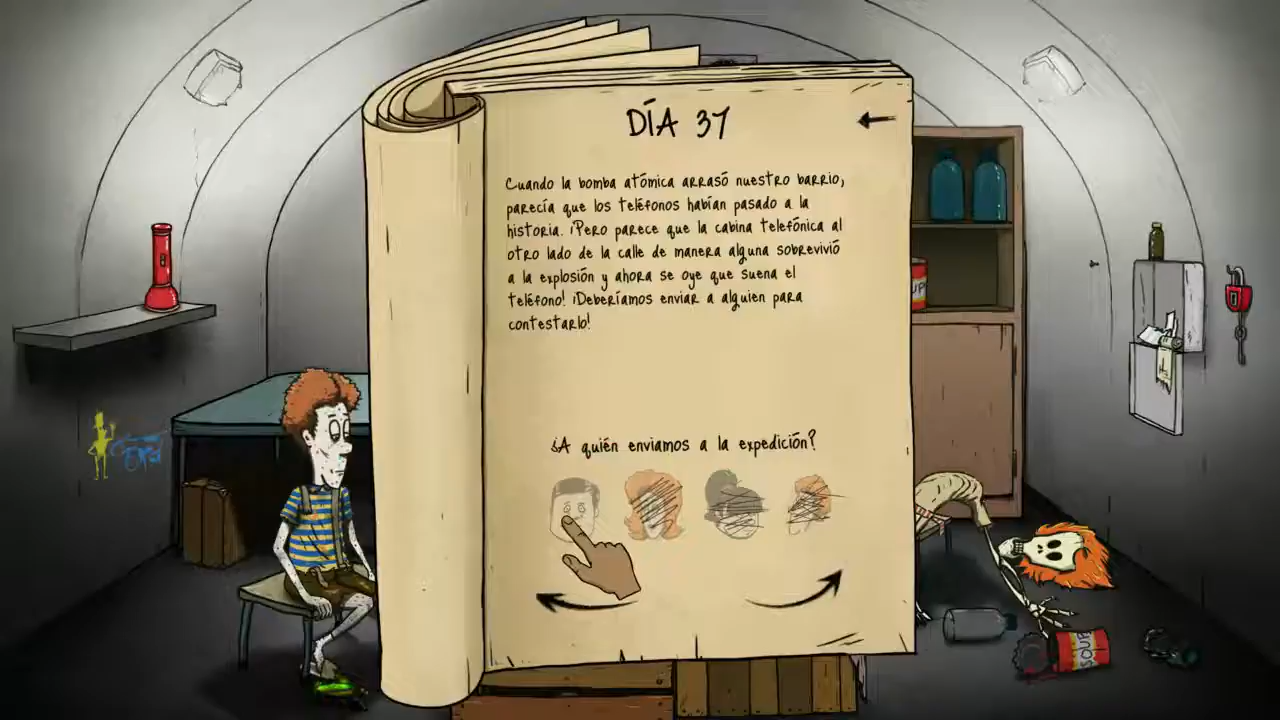 DÍA 37
Cuando la bomba atómica arrasó nuestro barrio,
parecía que los teléfonos habían pasado a la
historia. ¡Pero parece que la cabina telefónica al
otro lado de la calle de manera alguna sobrevivió
a la explosión y ahora se oye que suena el
teléfono! ¡Deberíamos enviar a alguien para
contestarlo!
¿A quién enviamos a la expedición?
SOUP